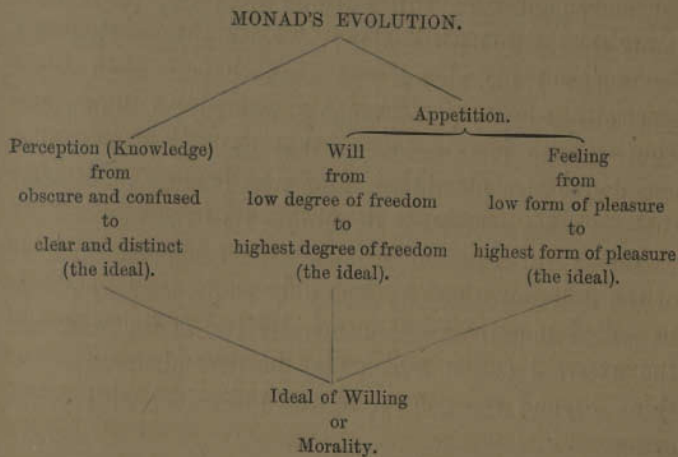 MONAD'S EVOLUTION.
Appetition.
Perception (Knowledge)
from
obscure and confused
to
clear and distinct
(the ideal).
Will
from
low degree of freedom
to
highest degree of freedom
(the ideal).
Feeling
from
low form of pleasure
to
highest form of pleasure
(the ideal).
Ideal of Willing
or
Morality.